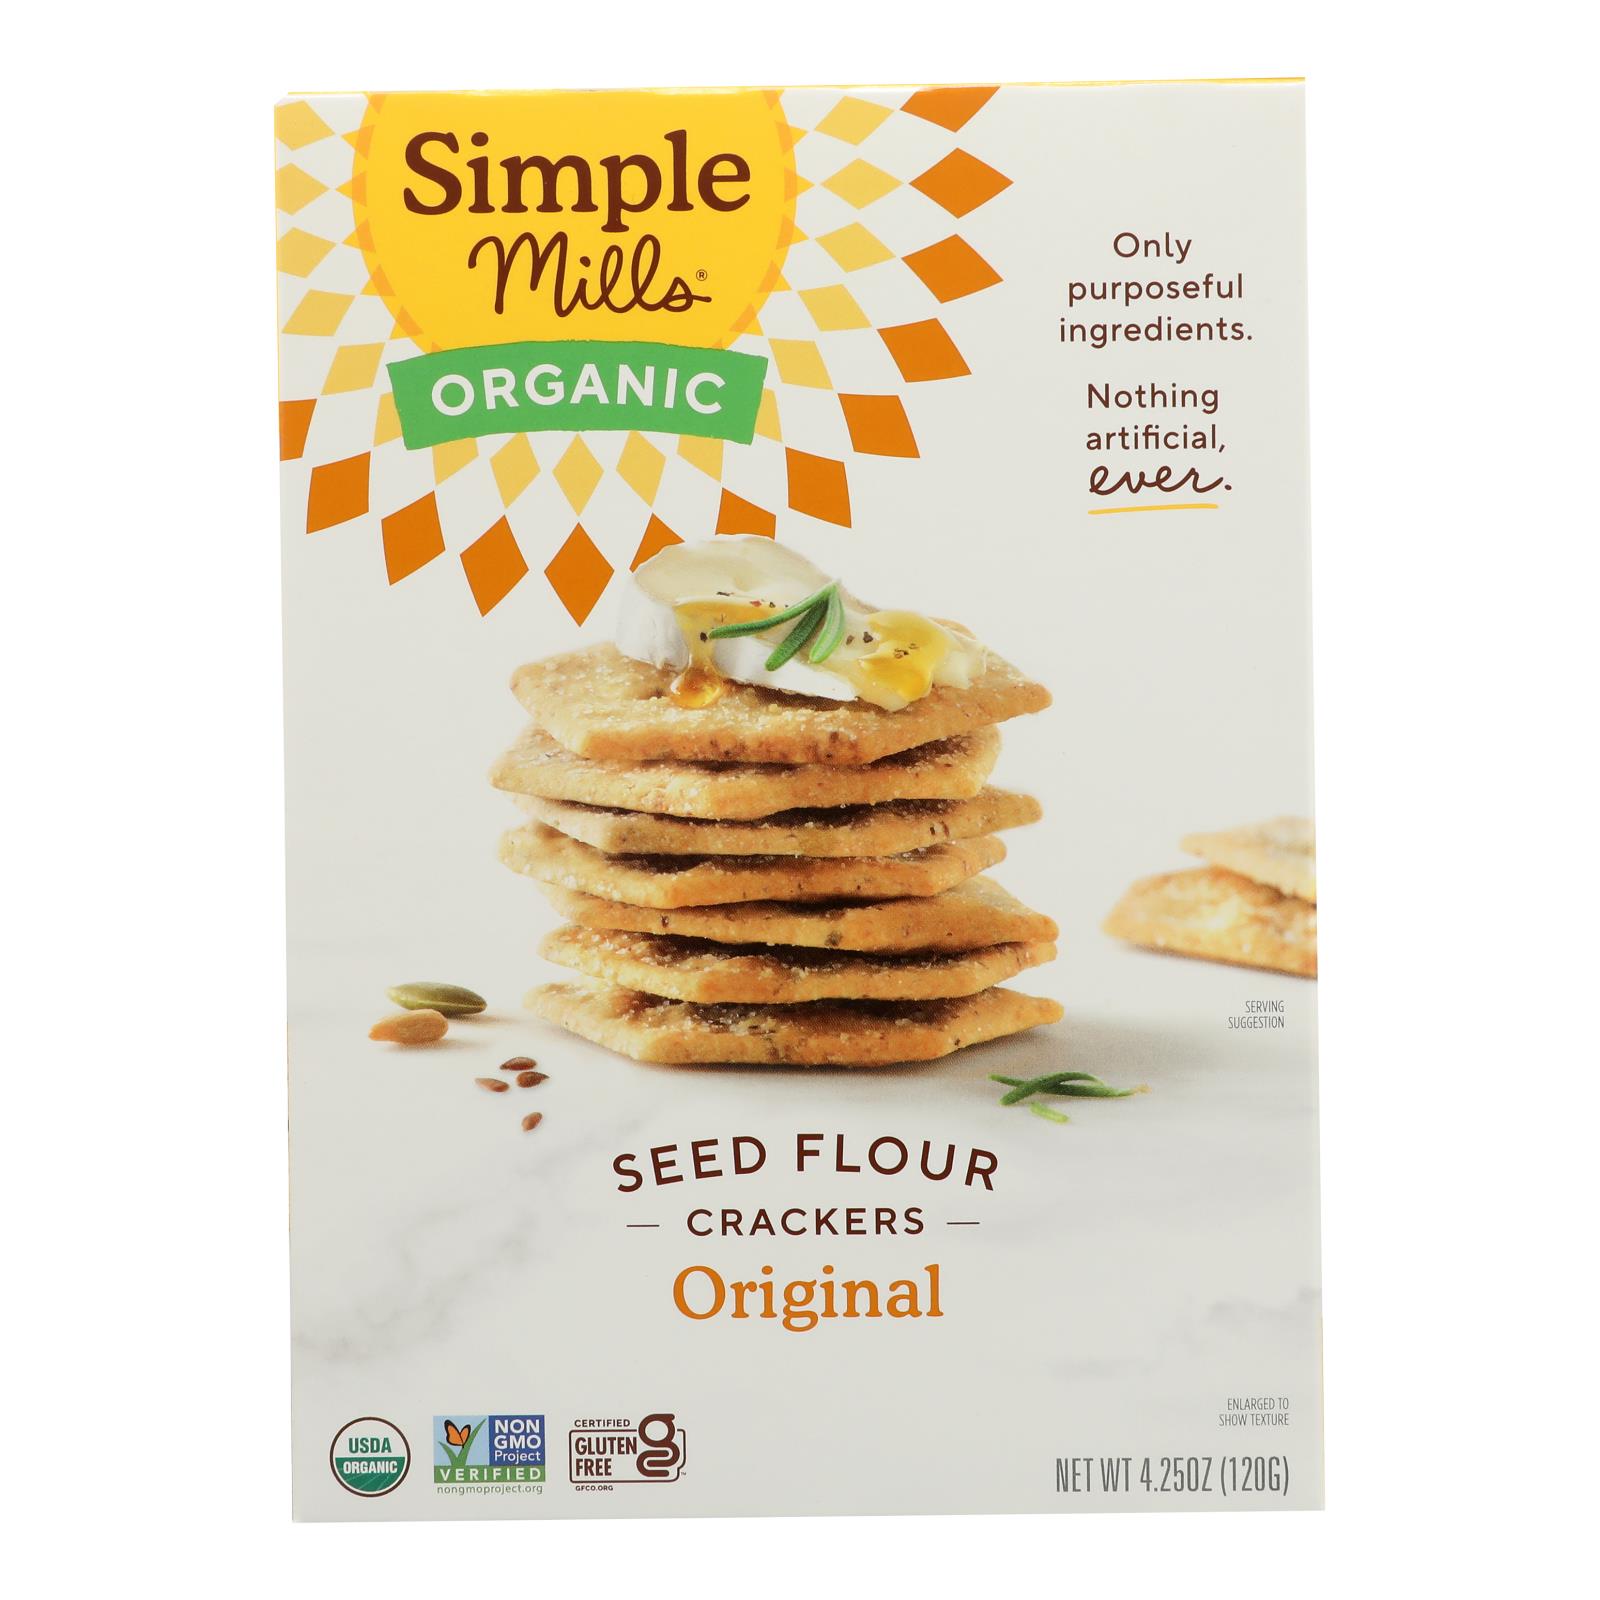 Simple
Mills®
ORGANIC
Only
purposeful
ingredients.
Nothing
artificial,
ever.
SERVING
SUGGESTION
SEED FLOUR
— CRACKERS —
Original
ENLARGED TO
SHOW TEXTURE
USDA
ORGANIC
NON
GMO
Project
VERIFIED
nongmoproject.org
CERTIFIED
GLUTEN
FREE
GFCO.ORG
NET WT 4.25OZ (120G)